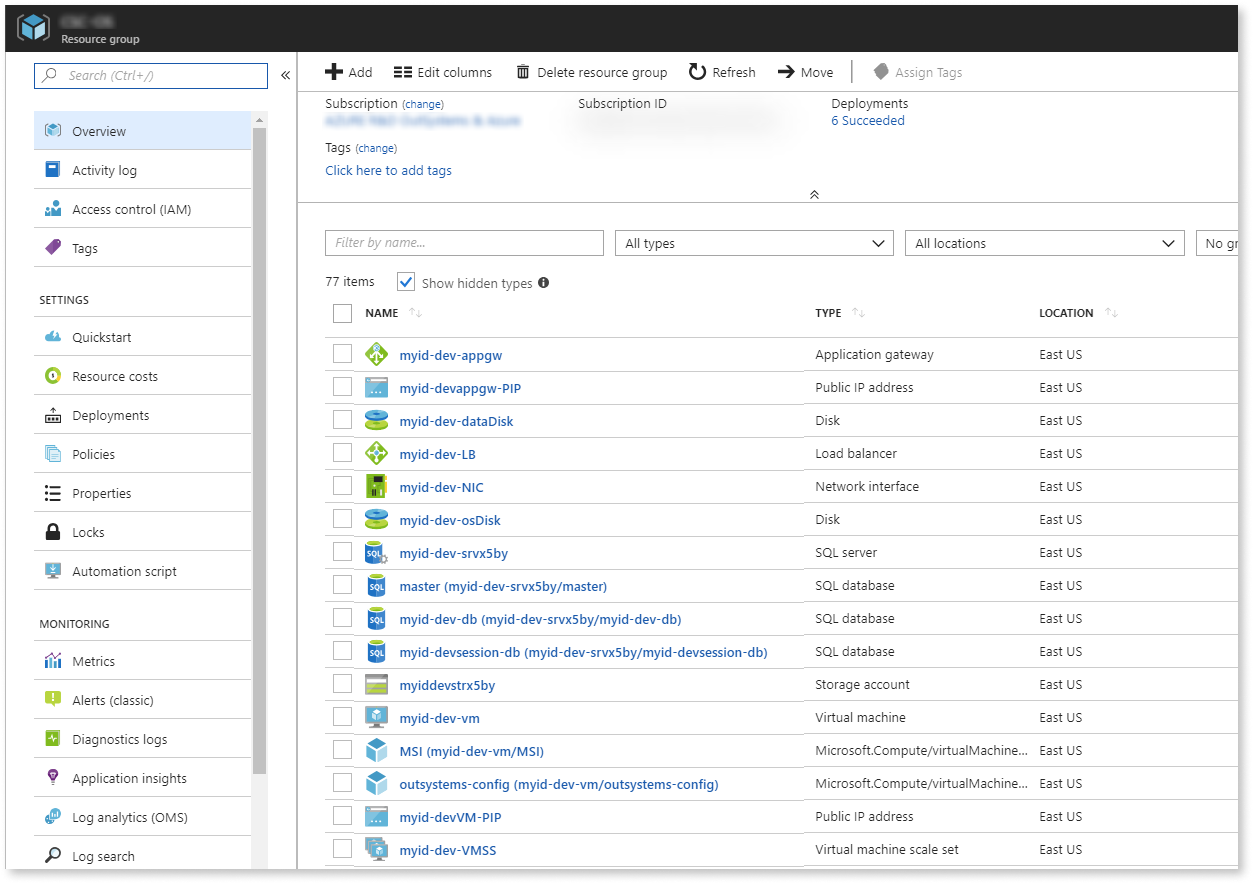 Resource group
Search (Ctrl+/)
«
Overview
Activity log
Access control (IAM)
Tags
SETTINGS
Quickstart
Resource costs
Deployments
Policies
Properties
Locks
Automation script
MONITORING
Metrics
Alerts (classic)
Diagnostics logs
Application insights
Log analytics (OMS)
Log search
Add Edit columns Delete resource group Refresh Move Assign Tags
Subscription (change) Subscription ID Deployments
6 Succeeded
Tags (change)
Click here to add tags
Filter by name... All types All locations No gr
77 items Show hidden types
NAME TYPE LOCATION
myid-dev-appgw Application gateway East US
myid-devappgw-PIP Public IP address East US
myid-dev-dataDisk Disk East US
myid-dev-LB Load balancer East US
myid-dev-NIC Network interface East US
myid-dev-osDisk Disk East US
myid-dev-srvx5by SQL server East US
master (myid-dev-srvx5by/master) SQL database East US
myid-dev-db (myid-dev-srvx5by/myid-dev-db) SQL database East US
myid-devsession-db (myid-dev-srvx5by/myid-devsession-db) SQL database East US
myiddevstrx5by Storage account East US
myid-dev-vm Virtual machine East US
MSI (myid-dev-vm/MSI) Microsoft.Compute/virtualMachine... East US
outsystems-config (myid-dev-vm/outsystems-config) Microsoft.Compute/virtualMachine... East US
myid-devVM-PIP Public IP address East US
myid-dev-VMSS Virtual machine scale set East US